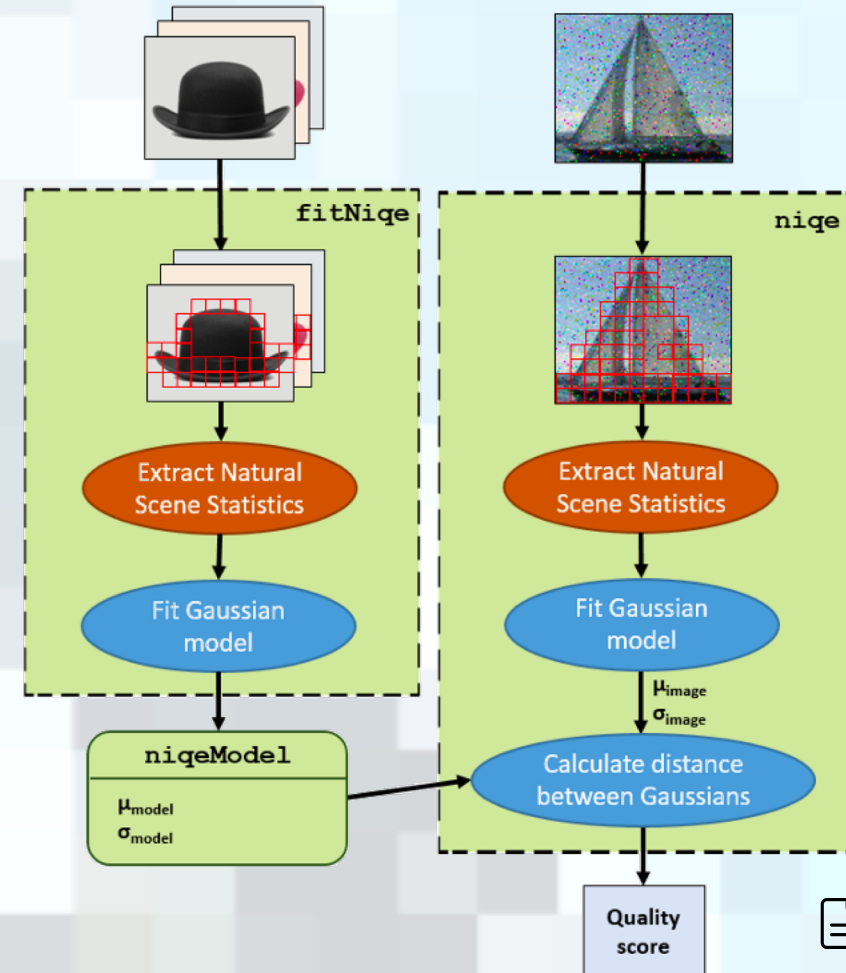 fitNiqe
Extract Natural
Scene Statistics
Fit Gaussian
model
niqeModel
μmodel
σmodel
niqe
Extract Natural
Scene Statistics
Fit Gaussian
model
μimage
σimage
Calculate distance
between Gaussians
Quality
score